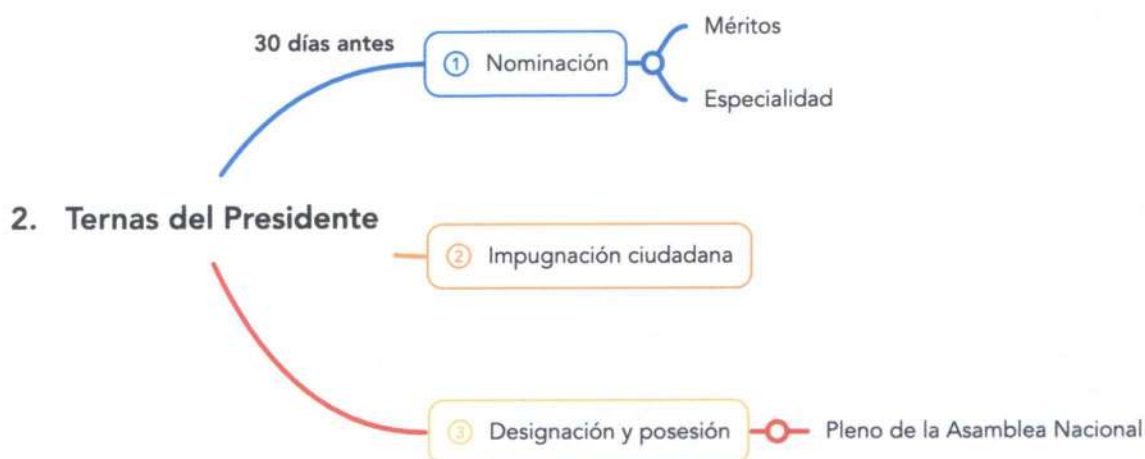 30 días antes
1 Nominación
Méritos
Especialidad
2. Ternas del Presidente
2 Impugnación ciudadana
3 Designación y posesión
Pleno de la Asamblea Nacional